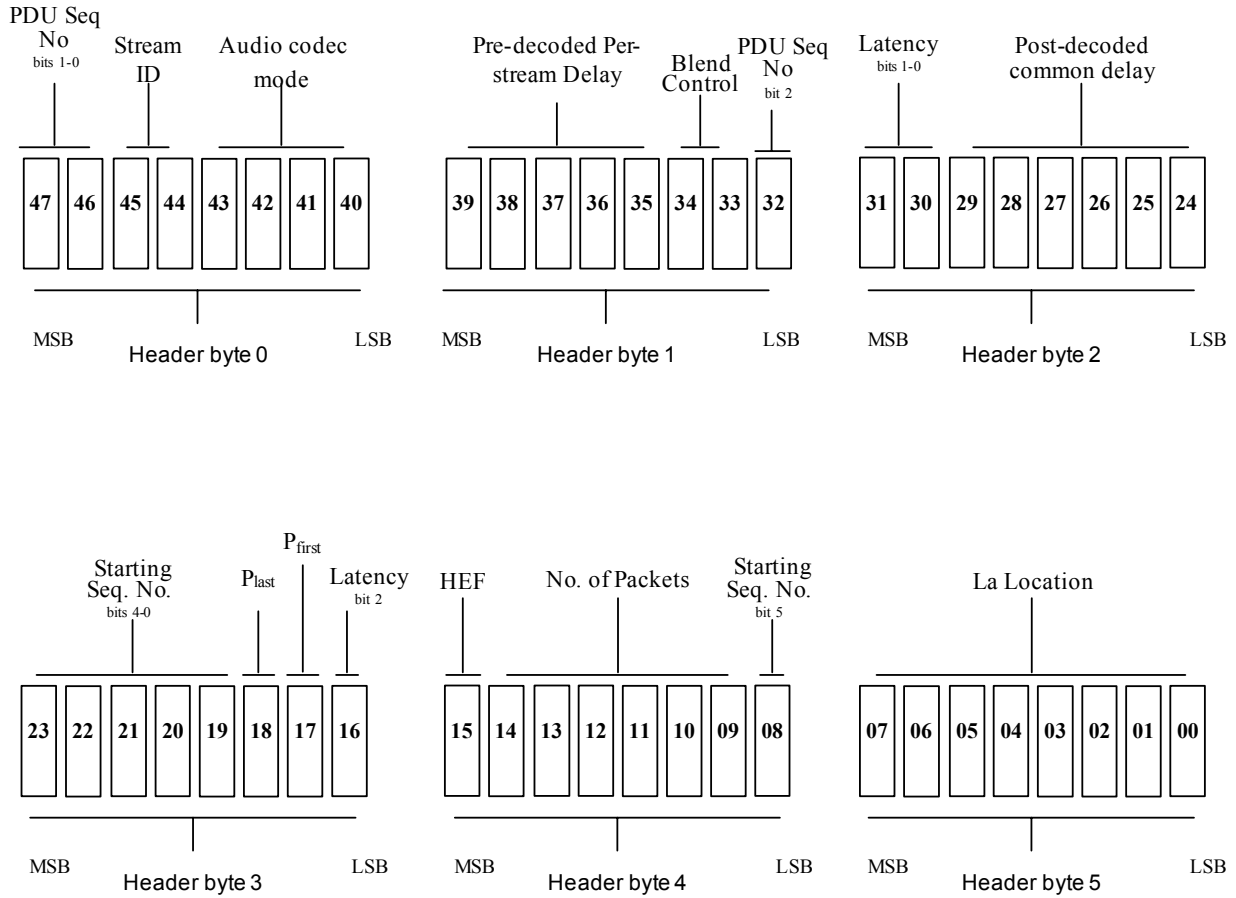 PDU Seq
No
bits 1-0
Stream
ID
Audio codec
mode
47 46 45 44 43 42 41 40
MSB
LSB
Header byte 0
Pre-decoded Per-
stream Delay
Blend
Control
PDU Seq
No
bit 2
39 38 37 36 35 34 33 32
MSB
LSB
Header byte 1
Latency
bits 1-0
Post-decoded
common delay
31 30 29 28 27 26 25 24
MSB
LSB
Header byte 2
Starting
Seq. No.
bits 4-0
Plast
Pfirst
Latency
bit 2
23 22 21 20 19 18 17 16
MSB
LSB
Header byte 3
HEF
No. of Packets
Starting
Seq. No.
bit 5
15 14 13 12 11 10 09 08
MSB
LSB
Header byte 4
La Location
07 06 05 04 03 02 01 00
MSB
LSB
Header byte 5